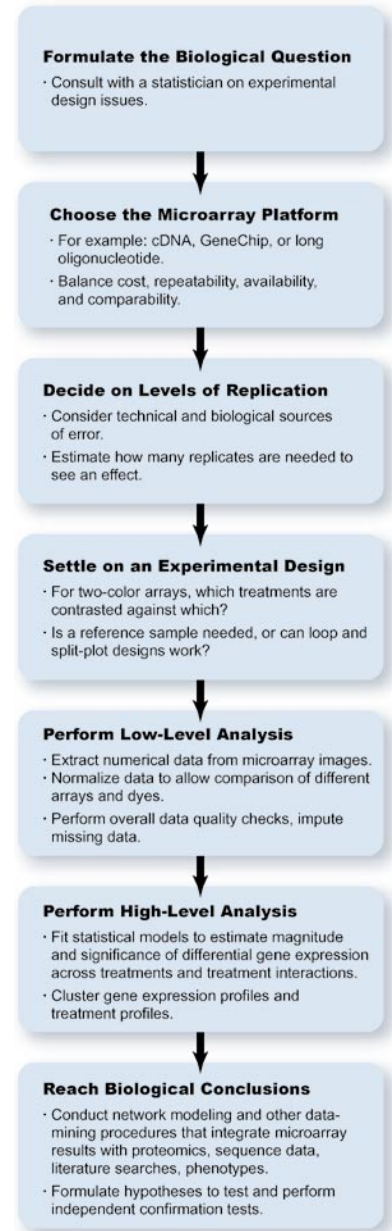 Formulate the Biological Question
· Consult with a statistician on experimental
design issues.
Choose the Microarray Platform
· For example: cDNA, GeneChip, or long
oligonucleotide.
· Balance cost, repeatability, availability,
and comparability.
Decide on Levels of Replication
· Consider technical and biological sources
of error.
· Estimate how many replicates are needed to
see an effect.
Settle on an Experimental Design
· For two-color arrays, which treatments are
contrasted against which?
· Is a reference sample needed, or can loop and
split-plot designs work?
Perform Low-Level Analysis
· Extract numerical data from microarray images.
· Normalize data to allow comparison of different
arrays and dyes.
· Perform overall data quality checks, impute
missing data.
Perform High-Level Analysis
· Fit statistical models to estimate magnitude
and significance of differential gene expression
across treatments and treatment interactions.
· Cluster gene expression profiles and
treatment profiles.
Reach Biological Conclusions
· Conduct network modeling and other data-
mining procedures that integrate microarray
results with proteomics, sequence data,
literature searches, phenotypes.
· Formulate hypotheses to test and perform
independent confirmation tests.